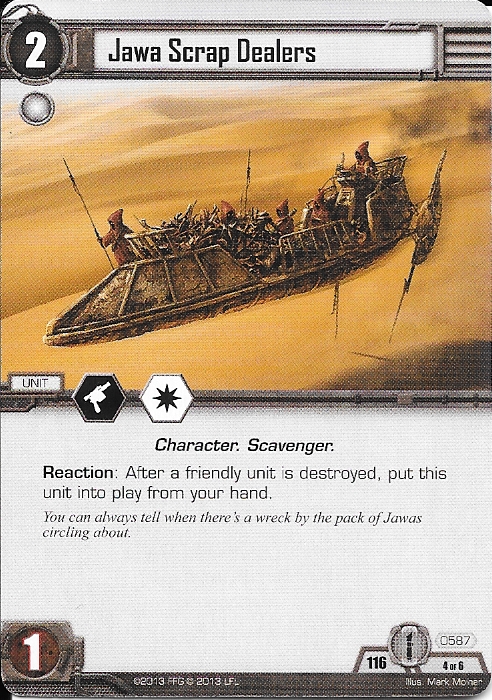 2
Jawa Scrap Dealers
UNIT
Character. Scavenger.
Reaction: After a friendly unit is destroyed, put this
unit into play from your hand.
You can always tell when there's a wreck by the pack of Jawas
circling about.
1
©2013 FFG © 2013 LFL
116
0587
4 of 6
Illus. Mark Molnar